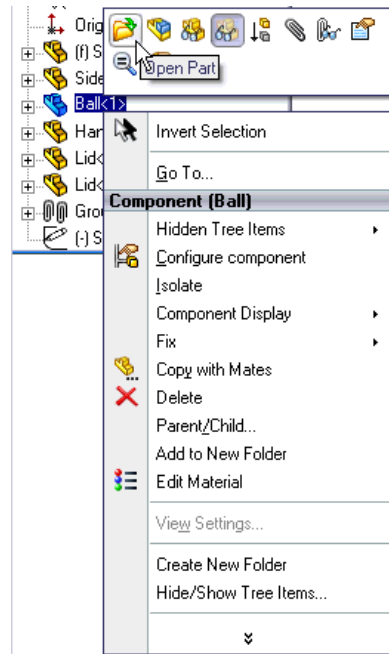 Orig
(f) S
Open Part
Side
Ball<1>
Han
Invert Selection
Lid<
Go To...
Lid<
Component (Ball)
Grou
Hidden Tree Items
(-) S
Configure component
Isolate
Component Display
Fix
Copy with Mates
Delete
Parent/Child...
Add to New Folder
Edit Material
View Settings...
Create New Folder
Hide/Show Tree Items...